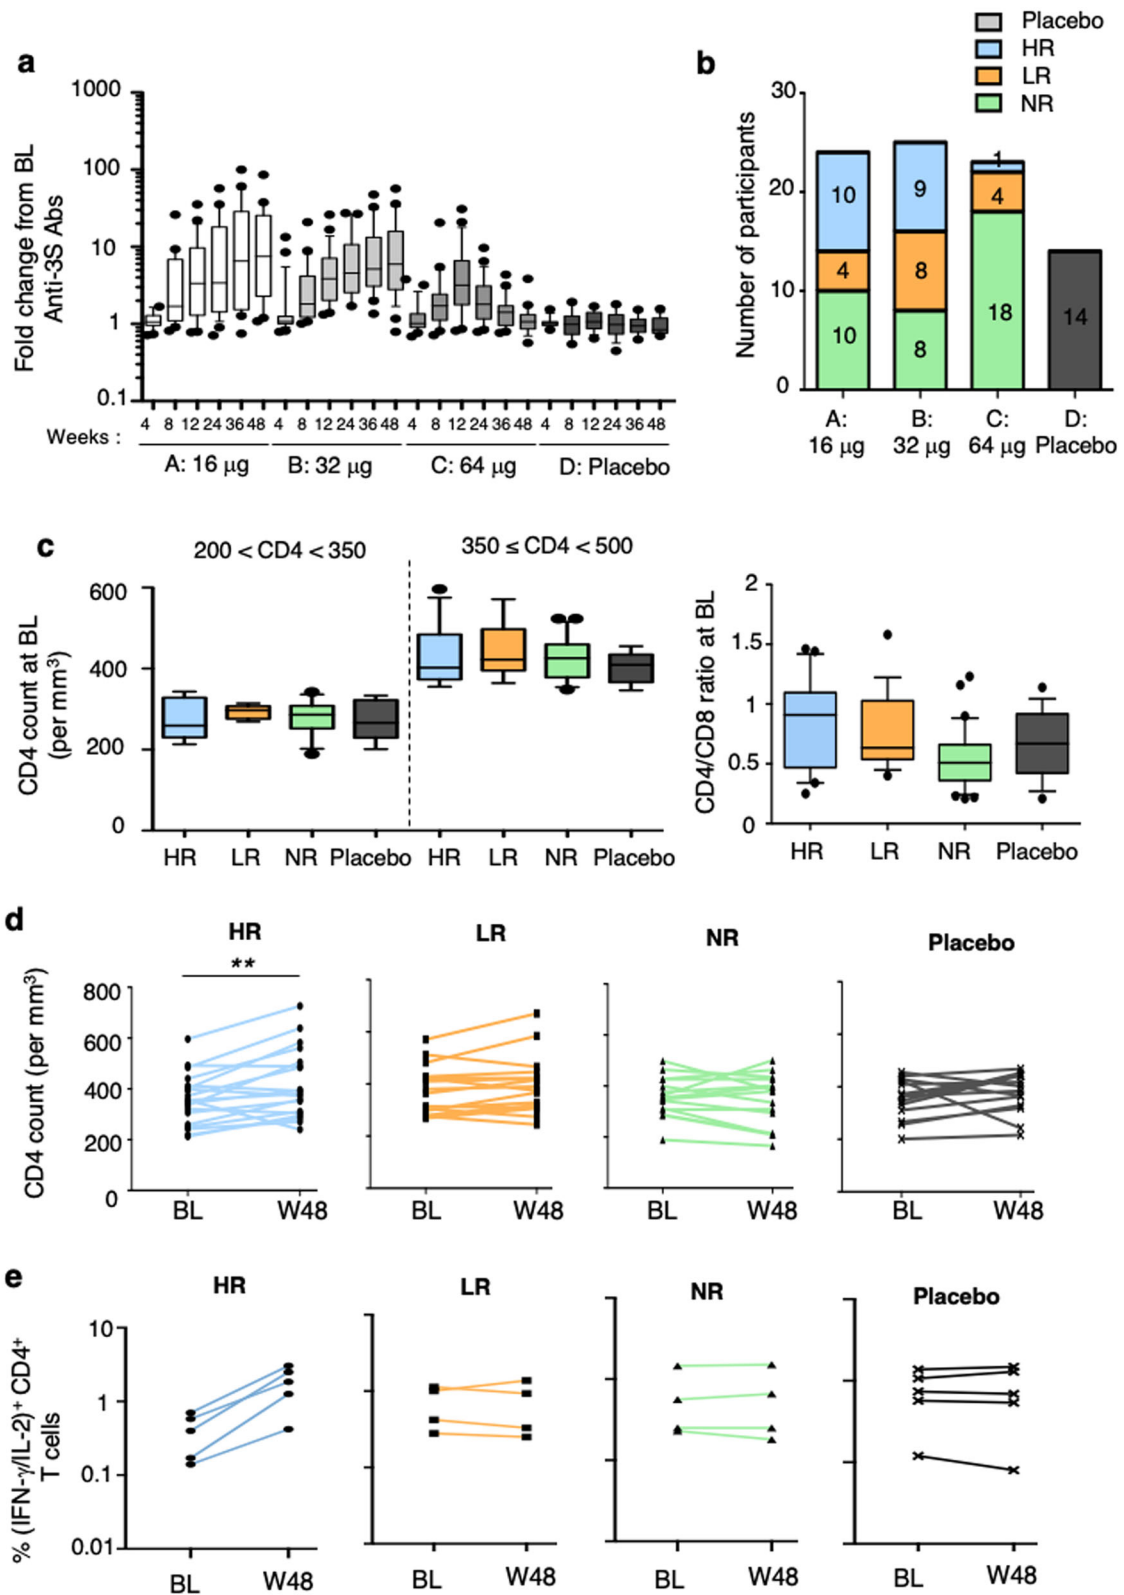 a
Fold change from BL
Anti-3S Abs
1000
100
10
1
0.1
Weeks :
4 8 12 24 36 48 4 8 12 24 36 48 4 8 12 24 36 48 4 8 12 24 36 48
A: 16 μg B: 32 μg C: 64 μg D: Placebo
b
Placebo
HR
LR
NR
Number of participants
30
20
10
0
10 9 1
4 8 4
10 8 18 14
A: B: C: D:
16 μg 32 μg 64 μg Placebo
c
200 < CD4 < 350 350 ≤ CD4 < 500
CD4 count at BL
(per mm³)
600
400
200
0
HR LR NR Placebo HR LR NR Placebo
CD4/CD8 ratio at BL
2
1.5
1
0.5
0
HR LR NR Placebo
d
HR LR NR Placebo
**
CD4 count (per mm³)
800
600
400
200
0
BL W48 BL W48 BL W48 BL W48
e
HR LR NR Placebo
% (IFN-γ/IL-2)⁺ CD4⁺
T cells
10
1
0.1
0.01
BL W48 BL W48 BL W48 BL W48